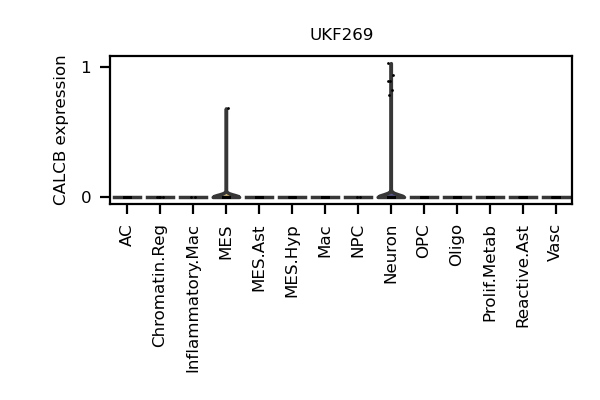 UKF269
CALCB expression
1
0
AC
Chromatin.Reg
Inflammatory.Mac
MES
MES.Ast
MES.Hyp
Mac
NPC
Neuron
OPC
Oligo
Prolif.Metab
Reactive.Ast
Vasc